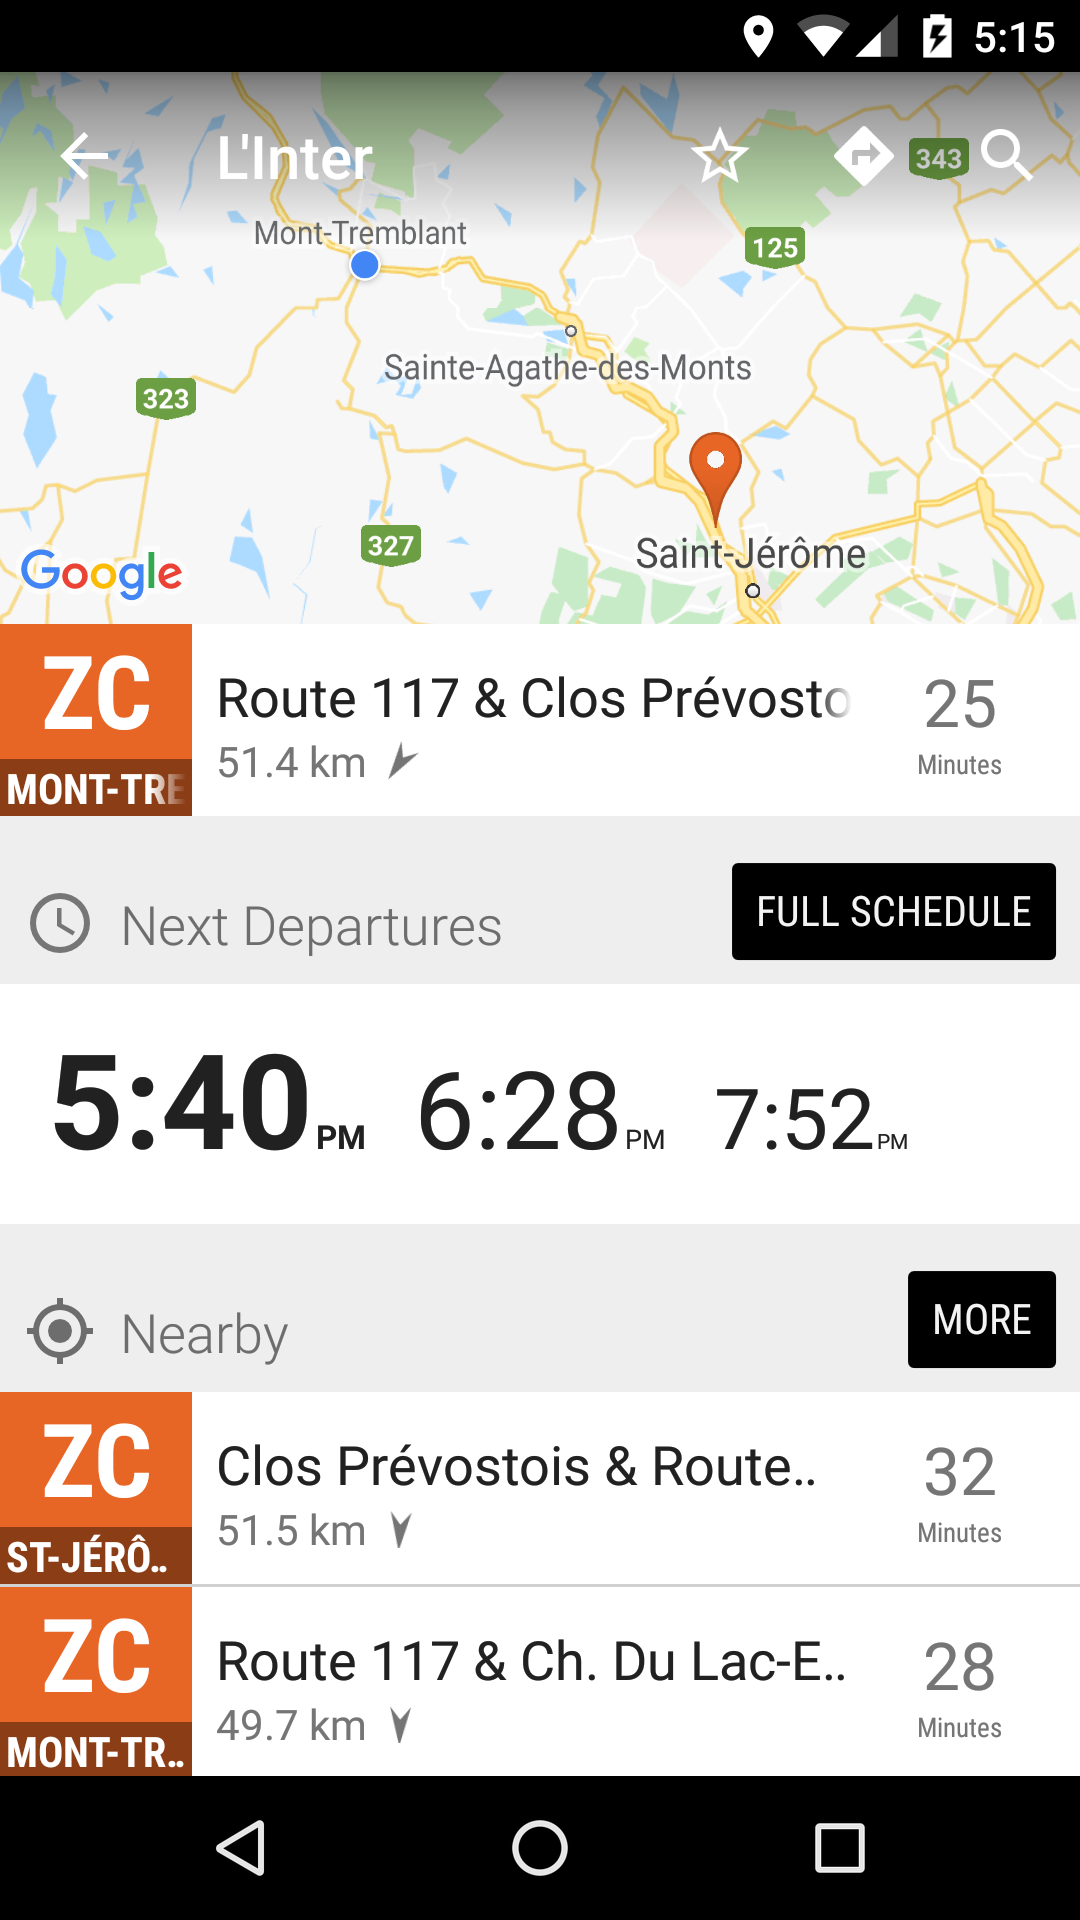 5:15
L'Inter
343
Mont-Tremblant
125
Sainte-Agathe-des-Monts
323
327
Saint-Jérôme
Google
ZC
MONT-TRE
Route 117 & Clos Prévosto
51.4 km
25
Minutes
Next Departures
FULL SCHEDULE
5:40 PM 6:28 PM 7:52 PM
Nearby
MORE
ZC
ST-JÉRÔ..
Clos Prévostois & Route..
51.5 km
32
Minutes
ZC
MONT-TR..
Route 117 & Ch. Du Lac-E..
49.7 km
28
Minutes